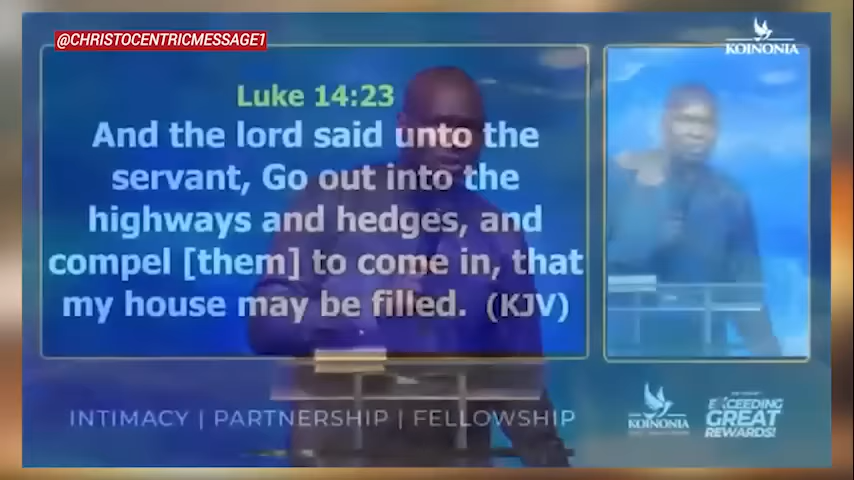 @CHRISTOCENTRICMESSAGE1
KOINONIA
Luke 14:23
And the lord said unto the
servant, Go out into the
highways and hedges, and
compel [them] to come in, that
my house may be filled. (KJV)
INTIMACY | PARTNERSHIP | FELLOWSHIP
KOINONIA
EXCEEDING
GREAT
REWARDS!